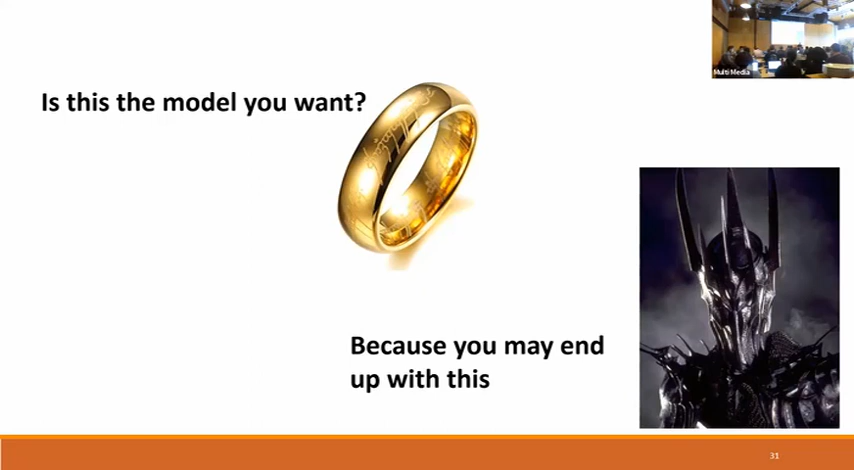 Multi Media
Is this the model you want?
Because you may end
up with this
31